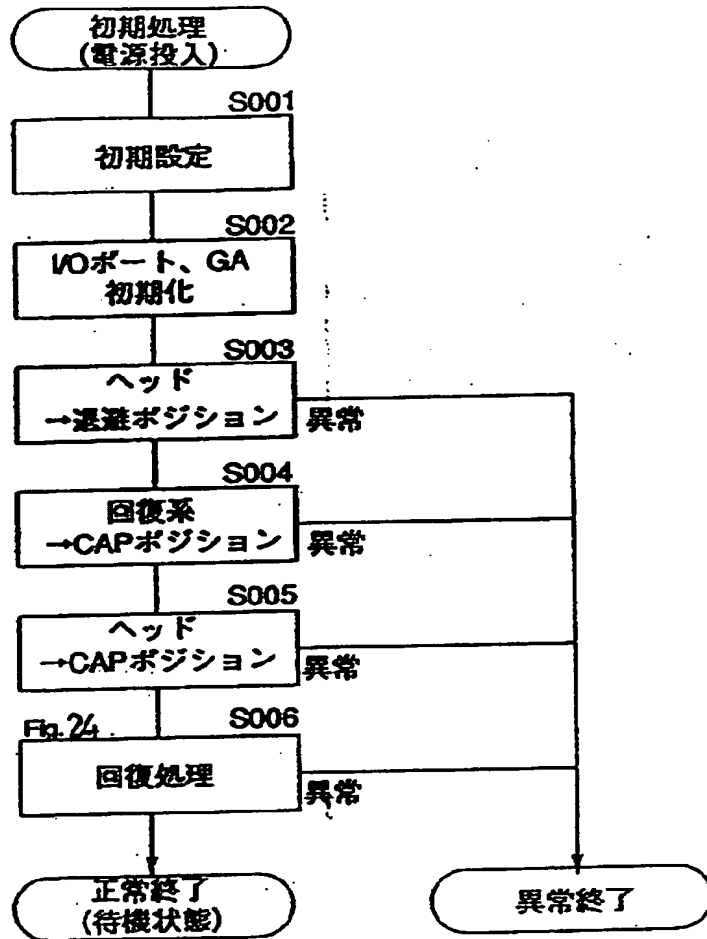 初期処理
(電源投入)
S001
初期設定
S002
I/Oポート、GA
初期化
S003
ヘッド
→退避ポジション
異常
S004
回復系
→CAPポジション
異常
S005
ヘッド
→CAPポジション
異常
Fig.24
S006
回復処理
異常
正常終了
(待機状態)
異常終了